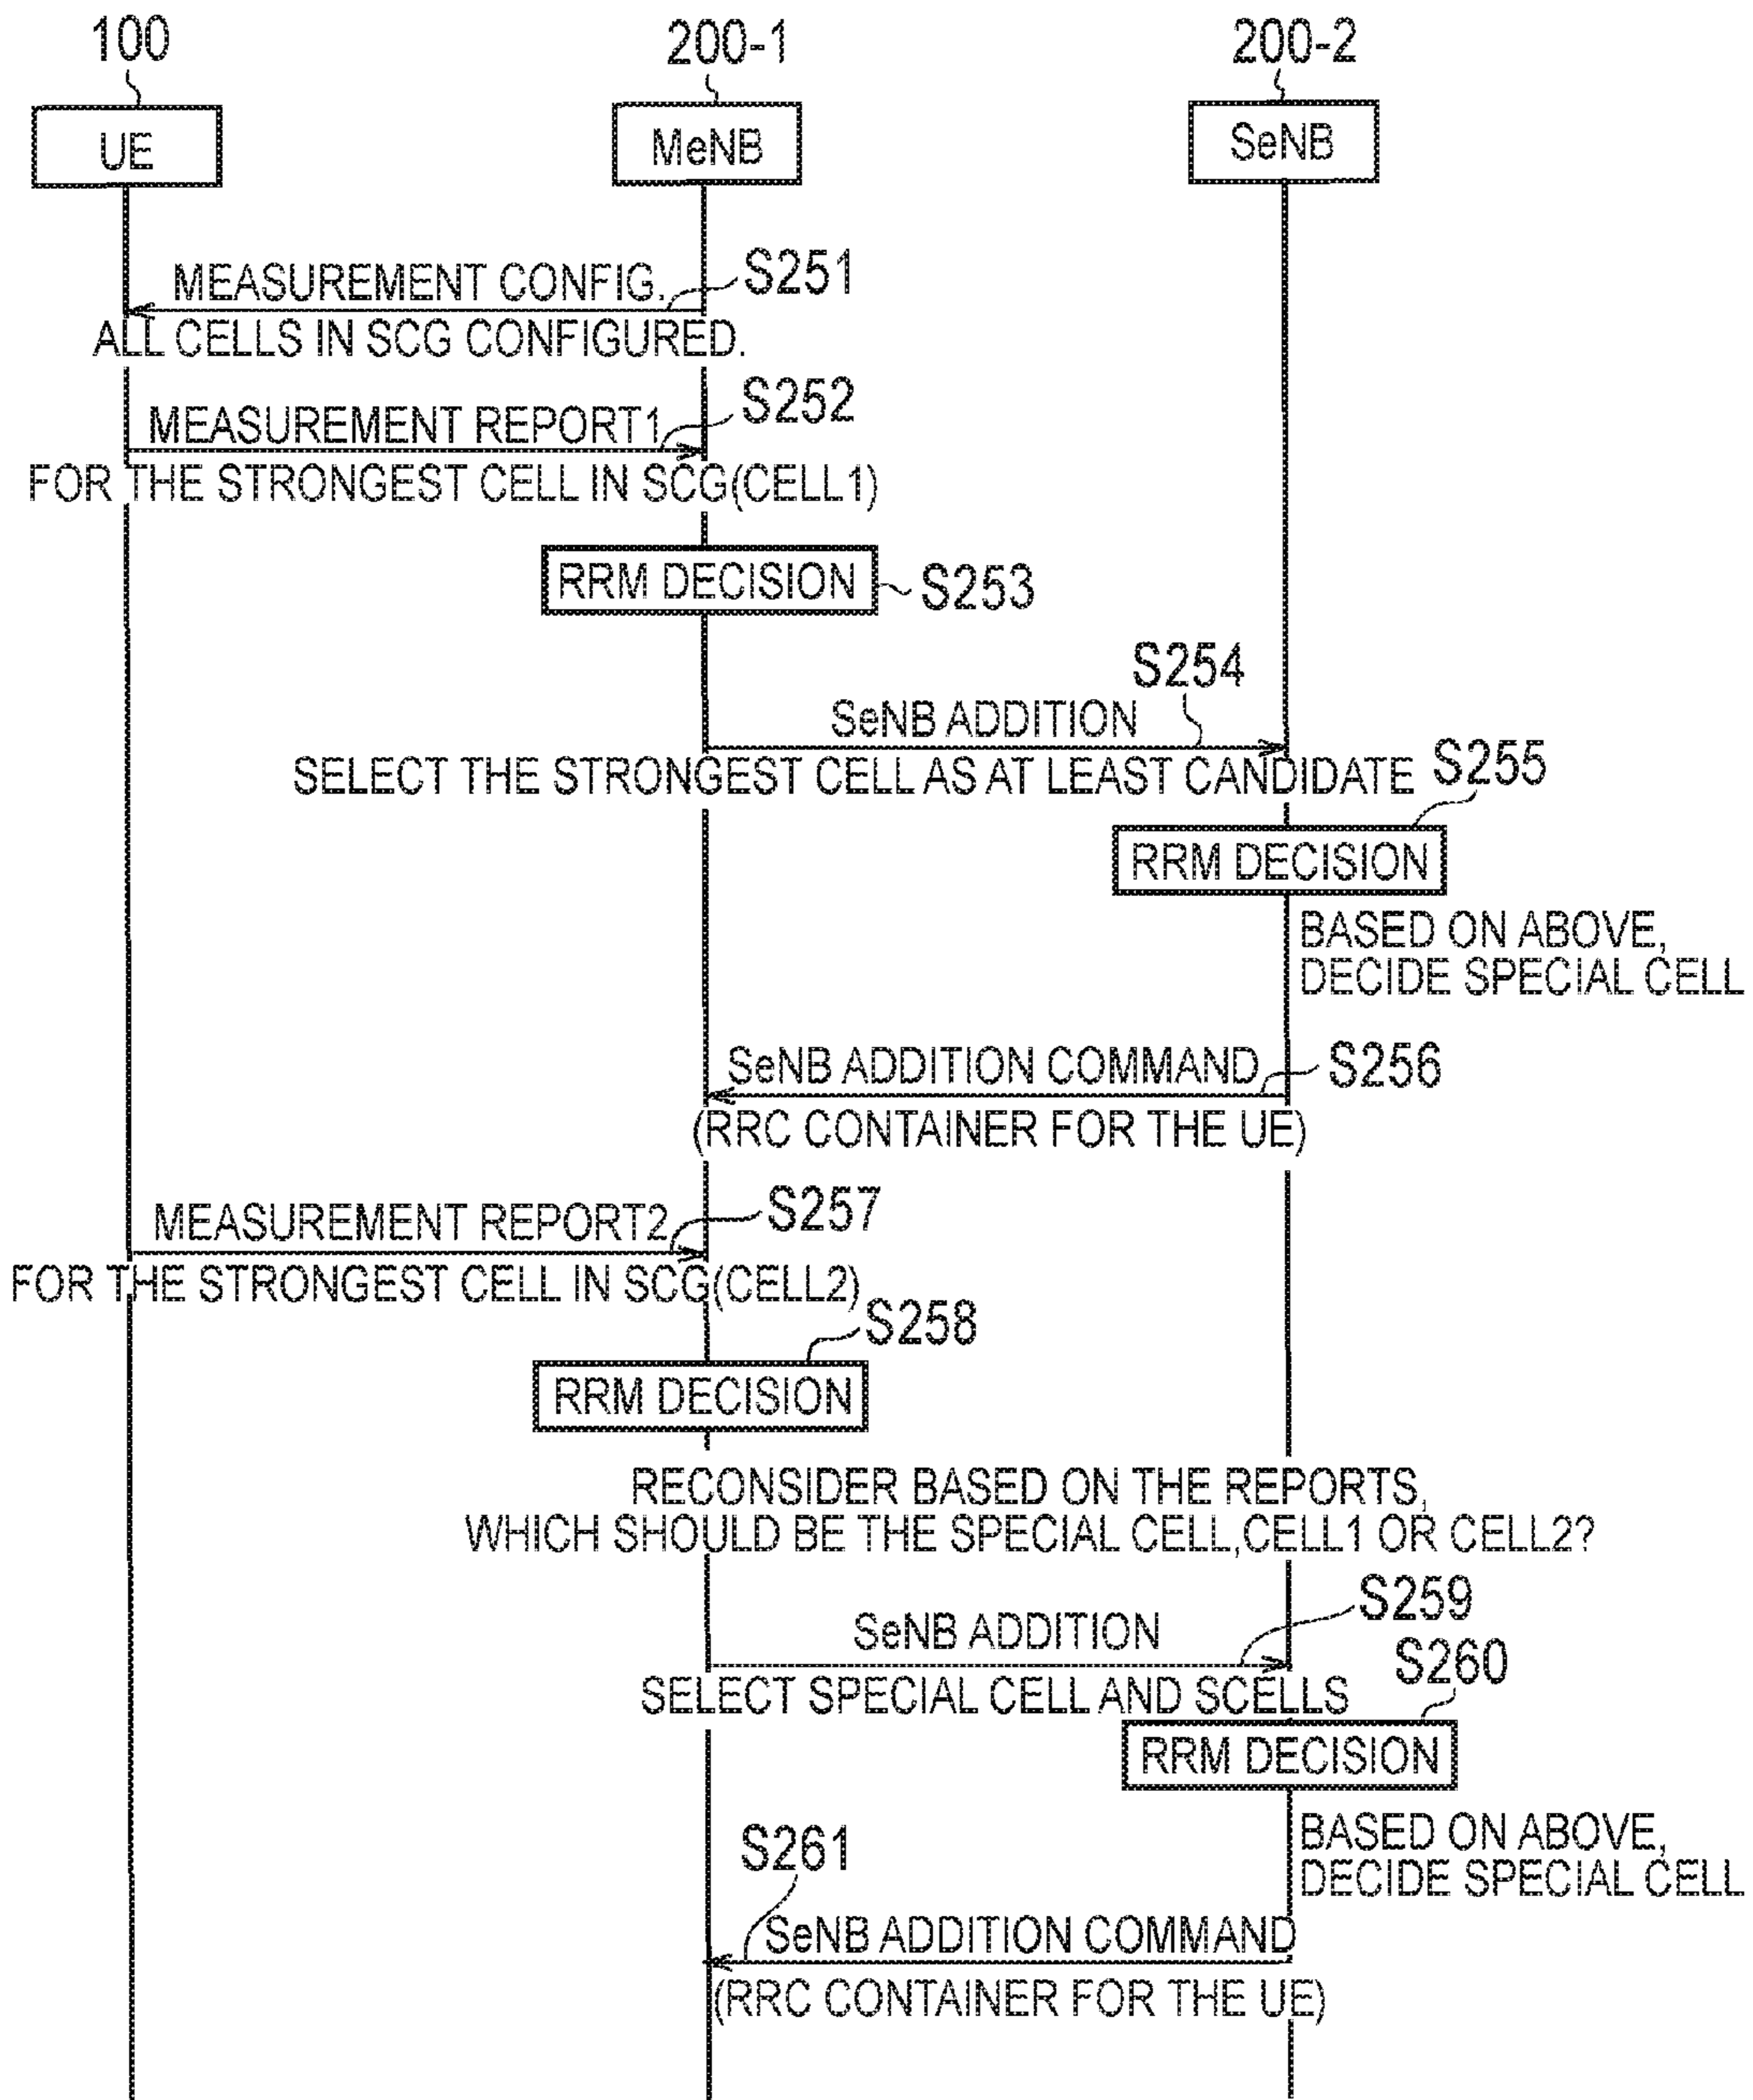 100
200-1
200-2
UE
MeNB
SeNB
MEASUREMENT CONFIG.
S251
ALL CELLS IN SCG CONFIGURED.
MEASUREMENT REPORT1
S252
FOR THE STRONGEST CELL IN SCG(CELL1)
RRM DECISION
S253
SeNB ADDITION
S254
SELECT THE STRONGEST CELL AS AT LEAST CANDIDATE
S255
RRM DECISION
BASED ON ABOVE,
DECIDE SPECIAL CELL
SeNB ADDITION COMMAND
S256
(RRC CONTAINER FOR THE UE)
MEASUREMENT REPORT2
S257
FOR THE STRONGEST CELL IN SCG(CELL2)
S258
RRM DECISION
RECONSIDER BASED ON THE REPORTS,
WHICH SHOULD BE THE SPECIAL CELL,CELL1 OR CELL2?
SeNB ADDITION
S259
SELECT SPECIAL CELL AND SCELLS
S260
RRM DECISION
BASED ON ABOVE,
DECIDE SPECIAL CELL
S261
SeNB ADDITION COMMAND
(RRC CONTAINER FOR THE UE)